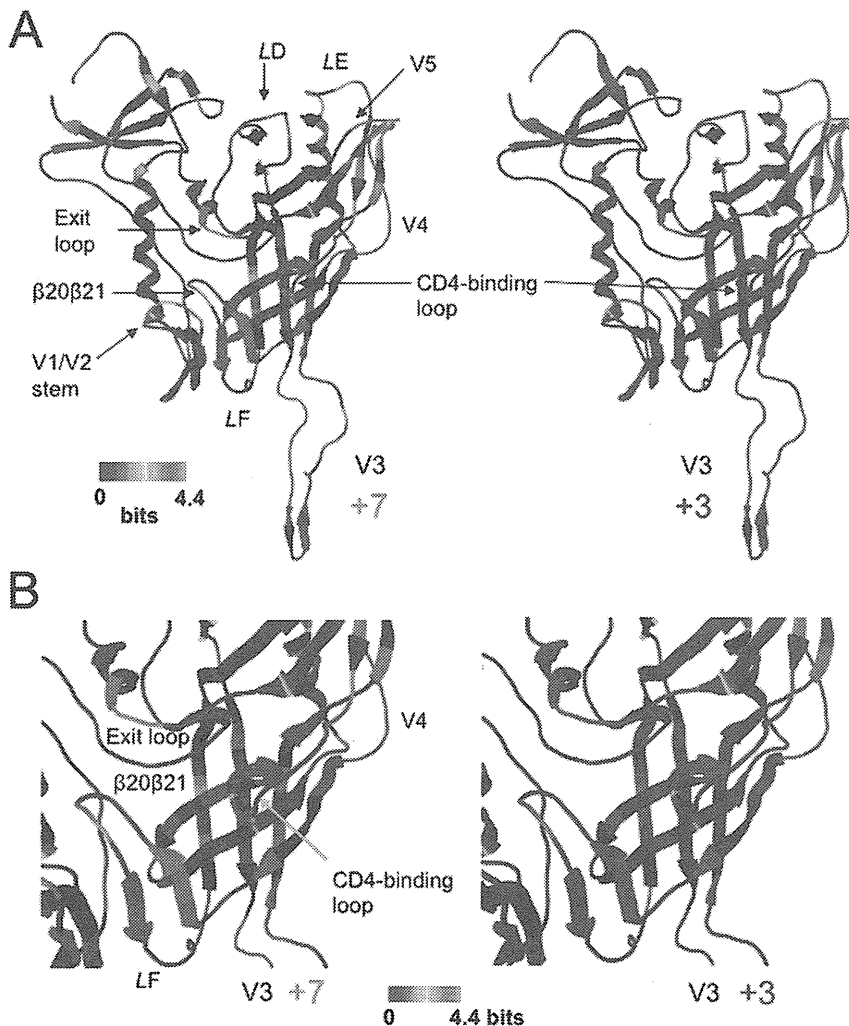 A
LD
LE
V5
Exit
loop
V4
β20β21
CD4-binding
loop
V1/V2
stem
LF
V3
+7
V3
+3
0
4.4
bits
B
V4
Exit loop
β20β21
CD4-binding
loop
LF
V3 +7
V3 +3
0
4.4 bits